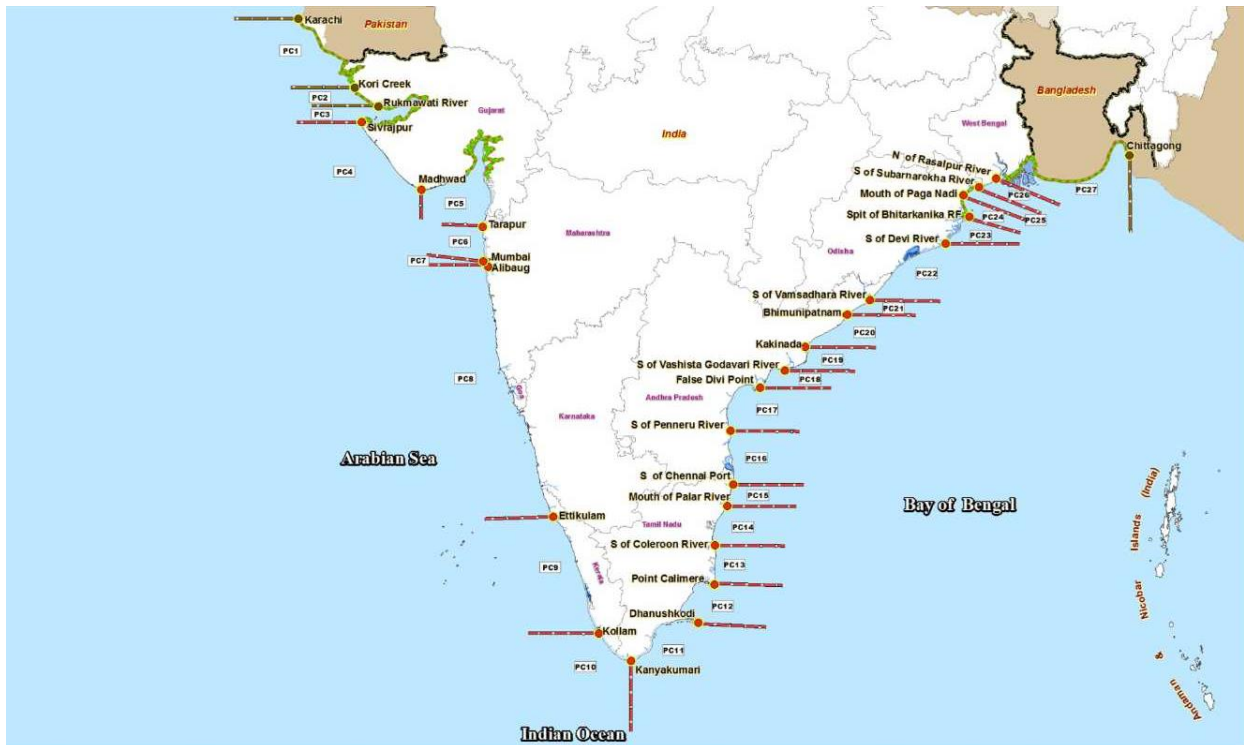 Karachi
Pakistan
PC1
Kori Creek
PC2
Rukmawati River
PC3
Sivrajpur
Gujarat
India
West Bengal
Bangladesh
Chittagong
PC4
Madhwad
PC5
Tarapur
PC6
Maharashtra
PC7
Mumbai
Alibaug
N of Rasalpur River
S of Subarnarekha River
Mouth of Paga Nadi
Spit of Bhitarkanika RF
S of Devi River
Odisha
PC27
PC26
PC25
PC24
PC23
PC22
S of Vamsadhara River
PC21
Bhimunipatnam
PC20
Kakinada
PC19
S of Vashista Godavari River
PC18
False Divi Point
PC17
PC8
Goa
Karnataka
Andhra Pradesh
S of Penneru River
PC16
Arabian Sea
S of Chennai Port
PC15
Mouth of Palar River
Bay of Bengal
Ettikulam
Tamil Nadu
PC14
S of Coleroon River
PC9
Kerala
PC13
Point Calimere
PC12
Dhanushkodi
Kollam
PC11
PC10
Kanyakumari
Indian Ocean
Andaman & Nicobar Islands (India)